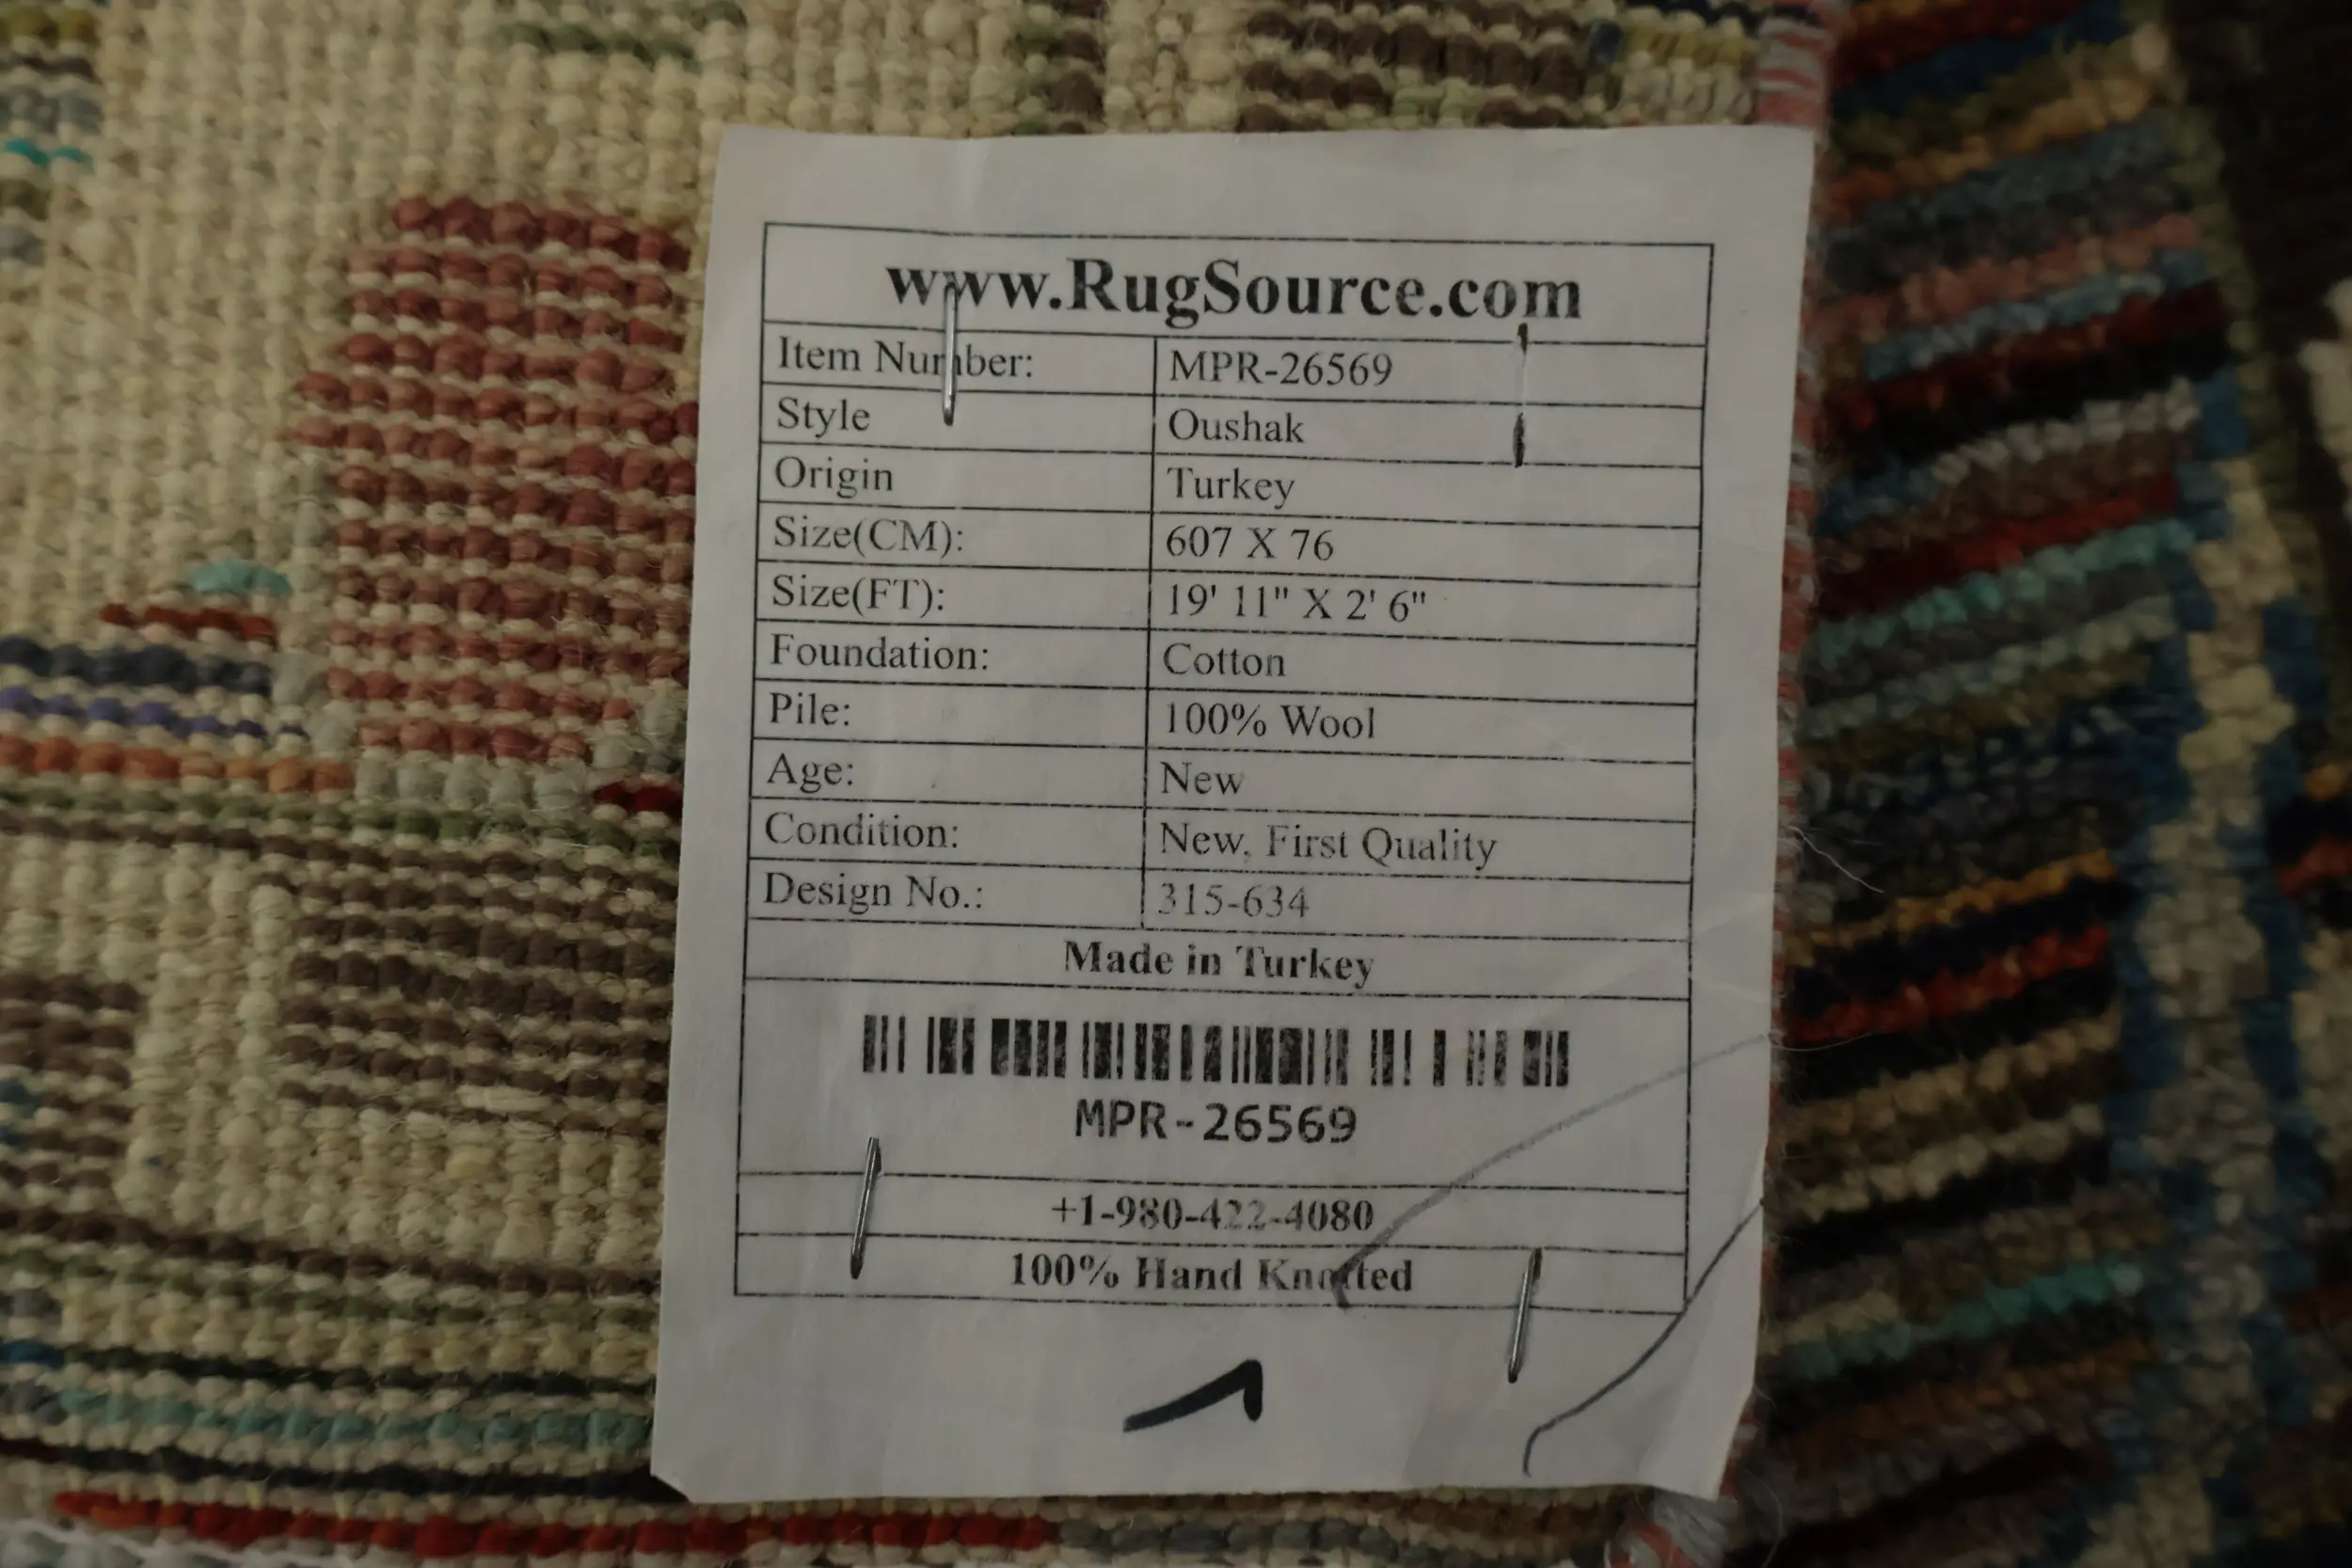 www.RugSource.com
Item Number: MPR-26569
Style Oushak
Origin Turkey
Size(CM): 607 X 76
Size(FT): 19' 11" X 2' 6"
Foundation: Cotton
Pile: 100% Wool
Age: New
Condition: New, First Quality
Design No.: 315-634
Made in Turkey
MPR-26569
+1-980-422-4080
100% Hand Knotted